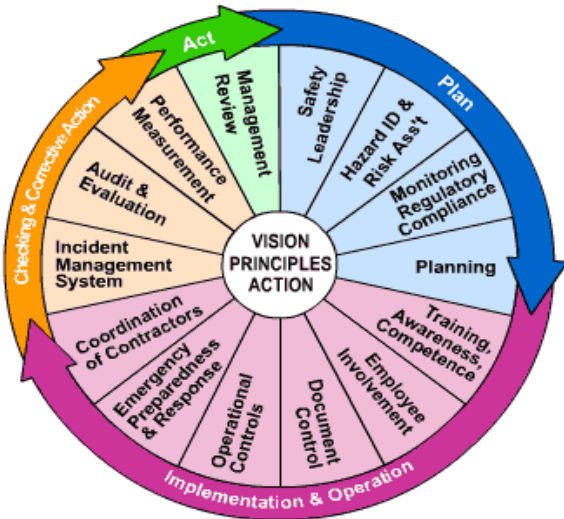 Act
Plan
Checking & Corrective Action
Implementation & Operation
Management
Review
Safety
Leadership
Hazard ID &
Risk Ass't
Monitoring
Regulatory
Compliance
Planning
Training,
Awareness,
Competence
Employee
Involvement
Document
Control
Operational
Controls
Emergency
Preparedness
& Response
Coordination
of Contractors
Incident
Management
System
Audit &
Evaluation
Performance
Measurement
VISION
PRINCIPLES
ACTION